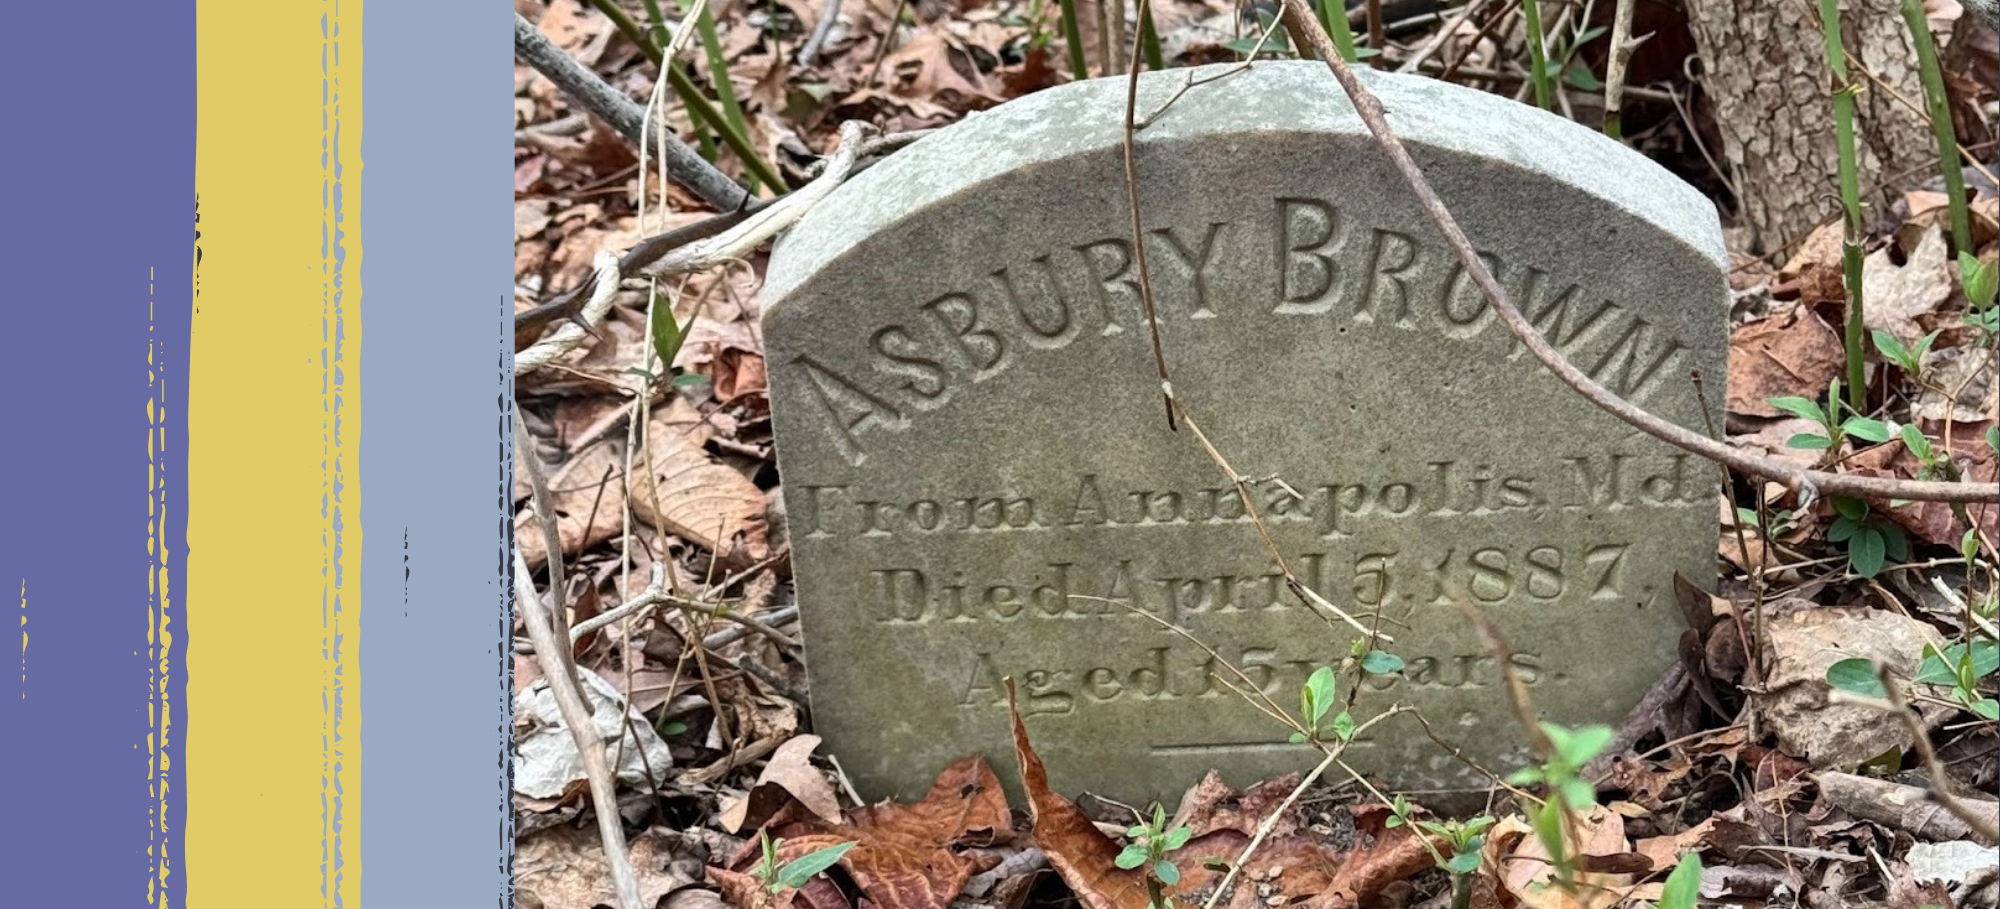 ASBURY BROWN
From Annapolis, Md.
Died April 5, 1887,
Aged 15 years.